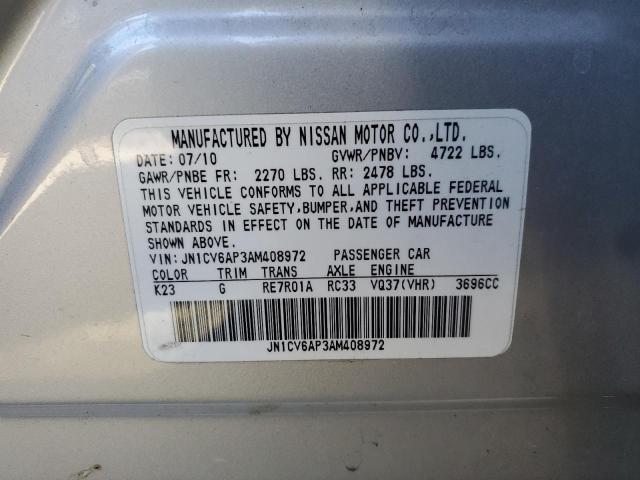 MANUFACTURED BY NISSAN MOTOR CO.,LTD.
DATE: 07/10 GVWR/PNBV: 4722 LBS.
GAWR/PNBE FR: 2270 LBS. RR: 2478 LBS.
THIS VEHICLE CONFORMS TO ALL APPLICABLE FEDERAL
MOTOR VEHICLE SAFETY,BUMPER,AND THEFT PREVENTION
STANDARDS IN EFFECT ON THE DATE OF MANUFACTURE
SHOWN ABOVE.
VIN: JN1CV6AP3AM408972 PASSENGER CAR
COLOR TRIM TRANS AXLE ENGINE
K23 G RE7R01A RC33 VQ37(VHR) 3696CC
JN1CV6AP3AM408972